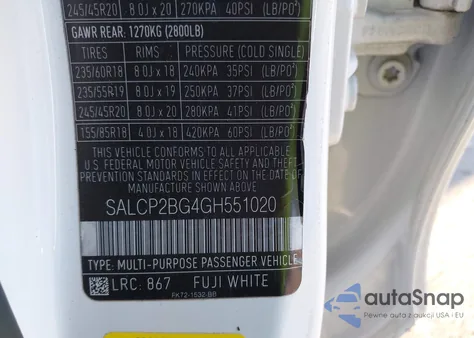 245/45R20 8.0J x 20 270KPA 40PSI (LB/PO²)
GAWR REAR: 1270KG (2800LB)
TIRES RIMS PRESSURE (COLD SINGLE)
235/60R18 8.0J x 18 240KPA 35PSI (LB/PO²)
235/55R19 8.0J x 19 250KPA 37PSI (LB/PO²)
245/45R20 8.0J x 20 280KPA 41PSI (LB/PO²)
155/85R18 4.0J x 18 420KPA 60PSI (LB/PO²)
THIS VEHICLE CONFORMS TO ALL APPLICABLE
U.S. FEDERAL MOTOR VEHICLE SAFETY AND THEFT
PREVENTION STANDARDS IN EFFECT ON THE DATE OF
MANUFACTURE SHOWN ABOVE.
SALCP2BG4GH551020
TYPE: MULTI-PURPOSE PASSENGER VEHICLE
LRC: 867 FUJI WHITE
FK72-1532-BB
autoSnap
Pewne auta z USA i EU